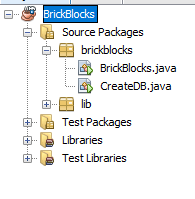 BrickBlocks
Source Packages
brickblocks
BrickBlocks.java
CreateDB.java
lib
Test Packages
Libraries
Test Libraries